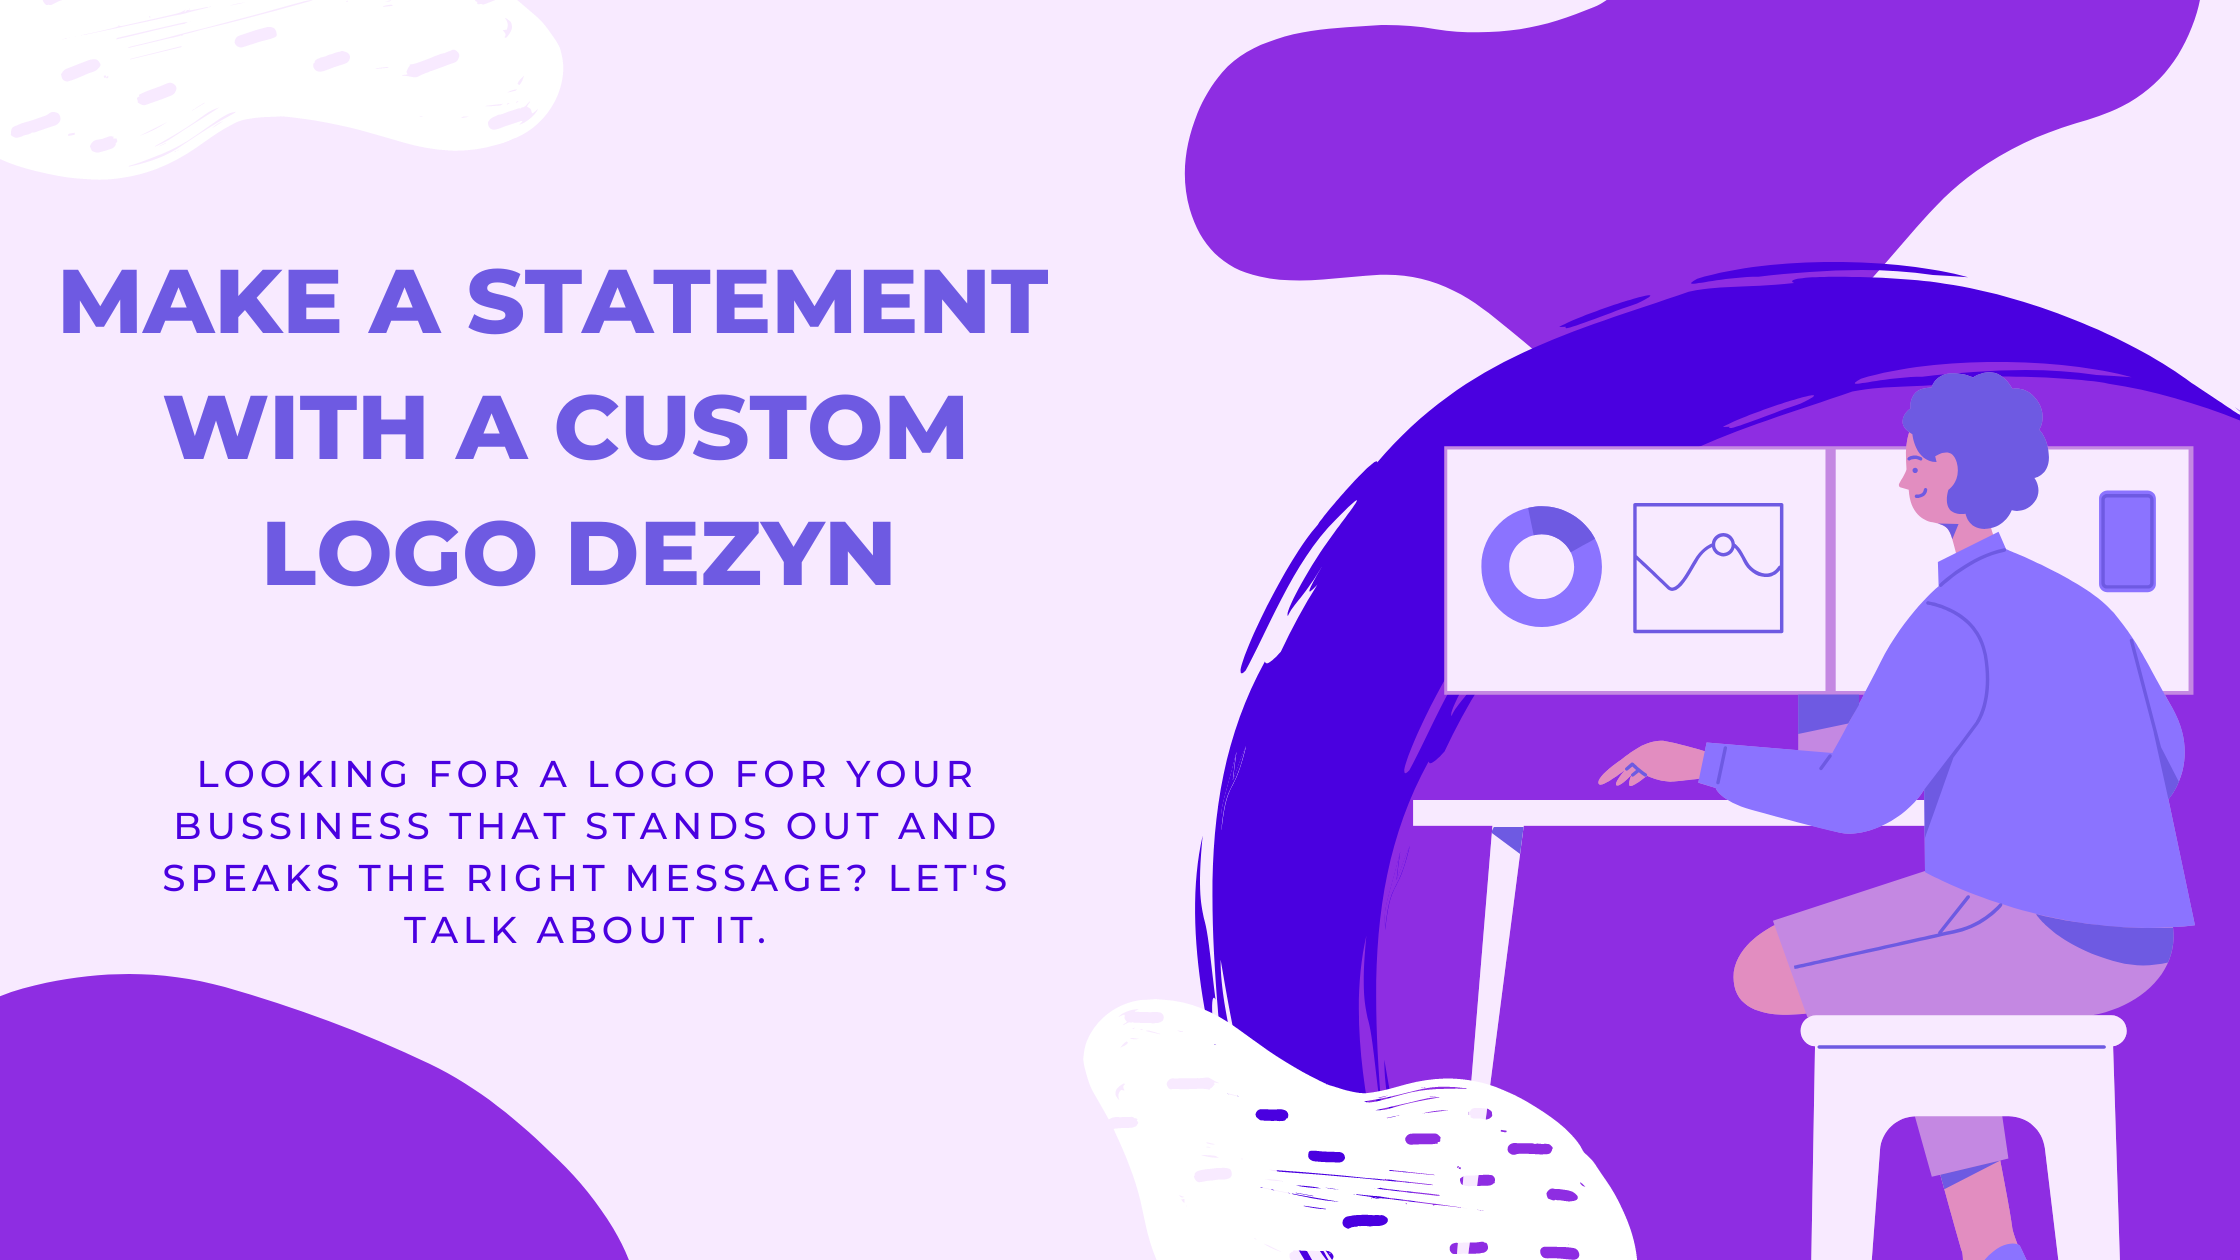 MAKE A STATEMENT
WITH A CUSTOM
LOGO DEZYN
LOOKING FOR A LOGO FOR YOUR
BUSSINESS THAT STANDS OUT AND
SPEAKS THE RIGHT MESSAGE? LET'S
TALK ABOUT IT.